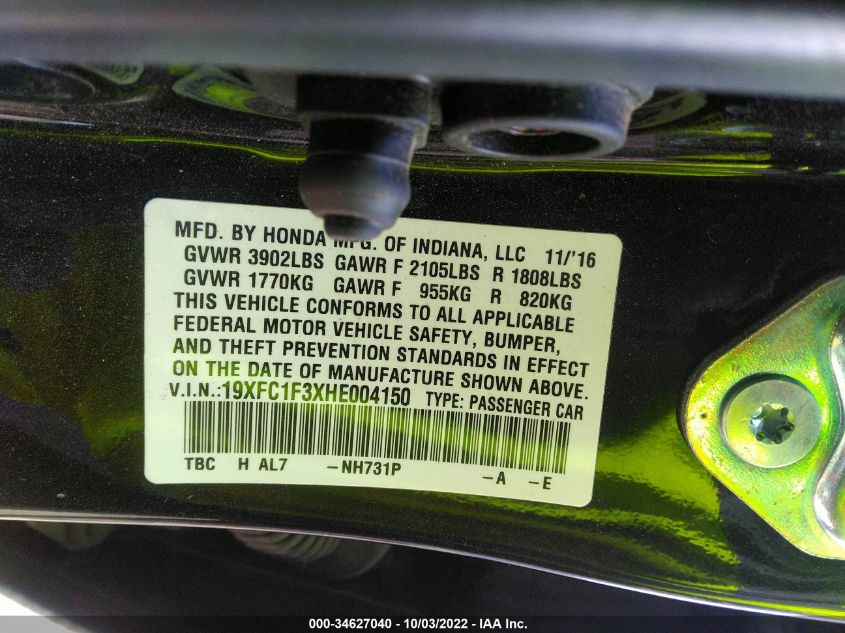 MFD. BY HONDA MFG. OF INDIANA, LLC 11/'16
GVWR 3902LBS GAWR F 2105LBS R 1808LBS
GVWR 1770KG GAWR F 955KG R 820KG
THIS VEHICLE CONFORMS TO ALL APPLICABLE
FEDERAL MOTOR VEHICLE SAFETY, BUMPER,
AND THEFT PREVENTION STANDARDS IN EFFECT
ON THE DATE OF MANUFACTURE SHOWN ABOVE.
V.I.N.:19XFC1F3XHE004150 TYPE: PASSENGER CAR
TBC H AL7 -NH731P -A -E
000-34627040 - 10/03/2022 - IAA Inc.